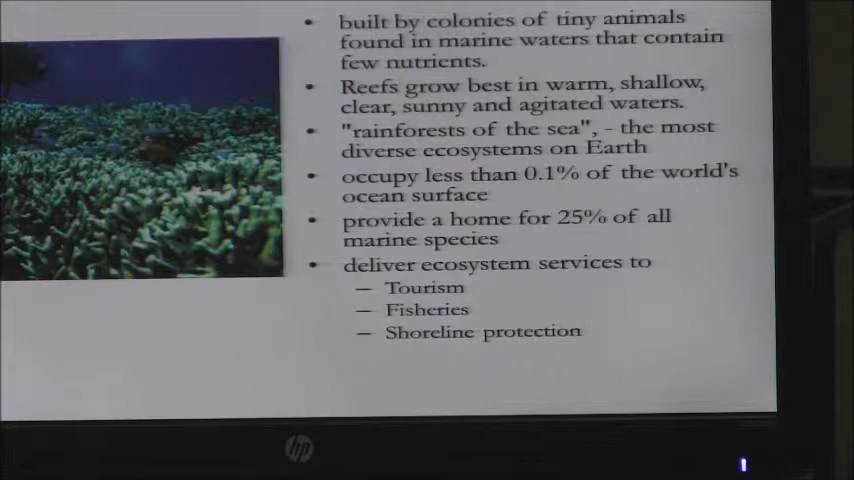 • built by colonies of tiny animals
found in marine waters that contain
few nutrients.
• Reefs grow best in warm, shallow,
clear, sunny and agitated waters.
• "rainforests of the sea", - the most
diverse ecosystems on Earth
• occupy less than 0.1% of the world's
ocean surface
• provide a home for 25% of all
marine species
• deliver ecosystem services to
– Tourism
– Fisheries
– Shoreline protection
hp